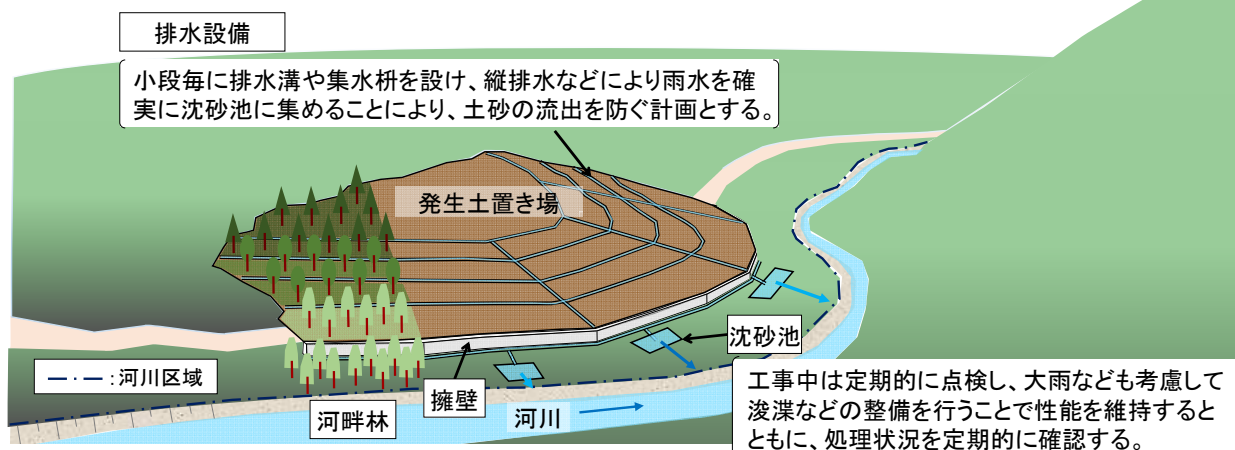 排水設備
小段毎に排水溝や集水枡を設け、縦排水などにより雨水を確
実に沈砂池に集めることにより、土砂の流出を防ぐ計画とする。
発生土置き場
沈砂池
：河川区域
擁壁
河畔林
河川
工事中は定期的に点検し、大雨なども考慮して
浚渫などの整備を行うことで性能を維持すると
ともに、処理状況を定期的に確認する。